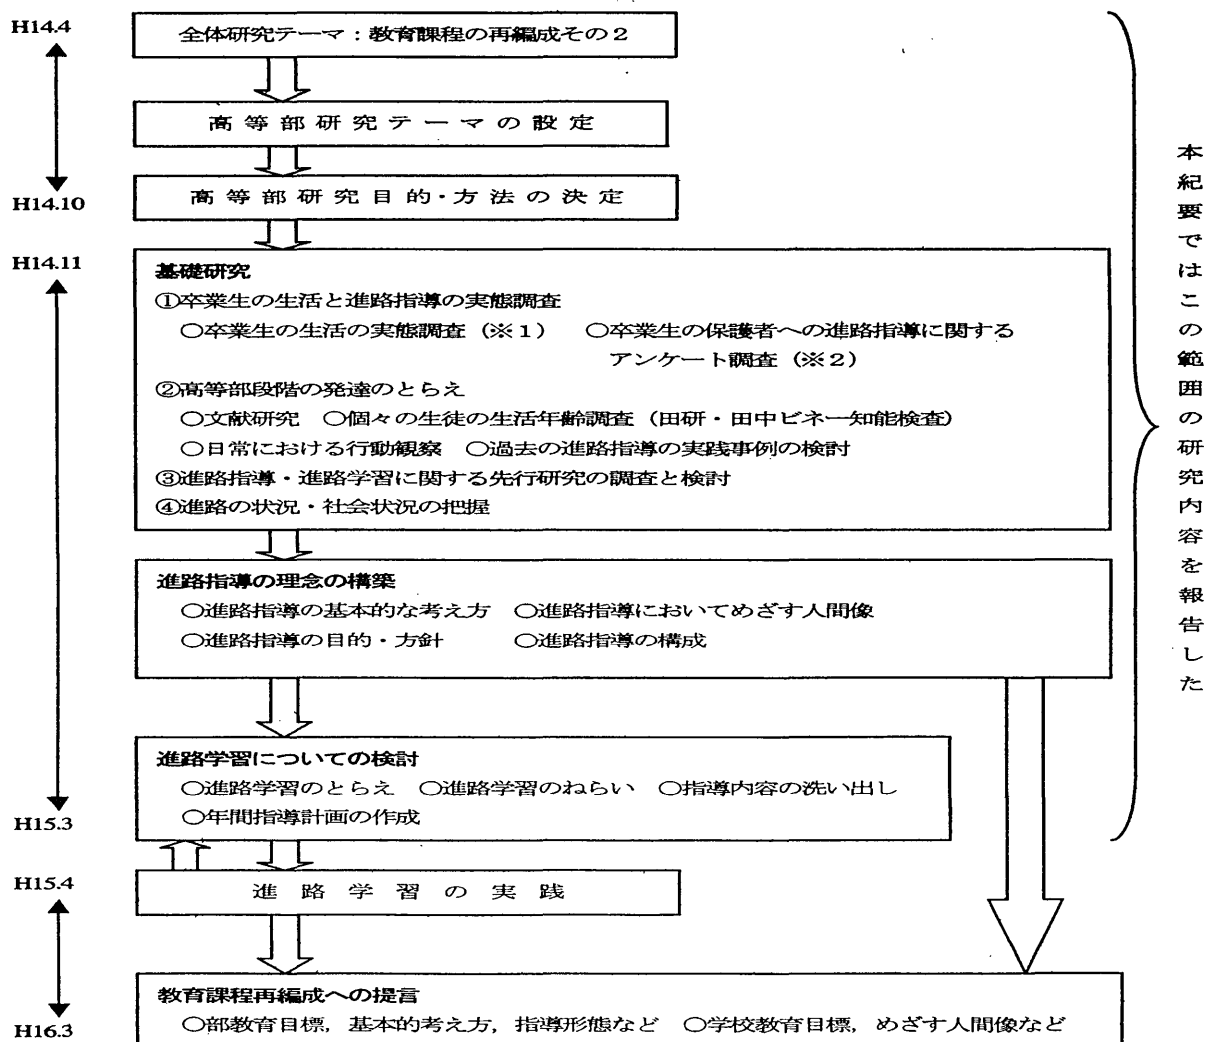 H14.4
全体研究テーマ：教育課程の再編成その２
高等部研究テーマの設定
H14.10
高等部研究目的・方法の決定
H14.11
基礎研究
①卒業生の生活と進路指導の実態調査
○卒業生の生活の実態調査（※１） ○卒業生の保護者への進路指導に関する
アンケート調査（※２）
②高等部段階の発達のとらえ
○文献研究 ○個々の生徒の生活年齢調査（田研・田中ビネー知能検査）
○日常における行動観察 ○過去の進路指導の実践事例の検討
③進路指導・進路学習に関する先行研究の調査と検討
④進路の状況・社会状況の把握
進路指導の理念の構築
○進路指導の基本的な考え方 ○進路指導においてめざす人間像
○進路指導の目的・方針 ○進路指導の構成
進路学習についての検討
○進路学習のとらえ ○進路学習のねらい ○指導内容の洗い出し
○年間指導計画の作成
H15.3
H15.4
進路学習の実践
教育課程再編成への提言
○部教育目標，基本的考え方，指導形態など ○学校教育目標，めざす人間像など
H16.3
本紀要ではこの範囲の研究内容を報告した